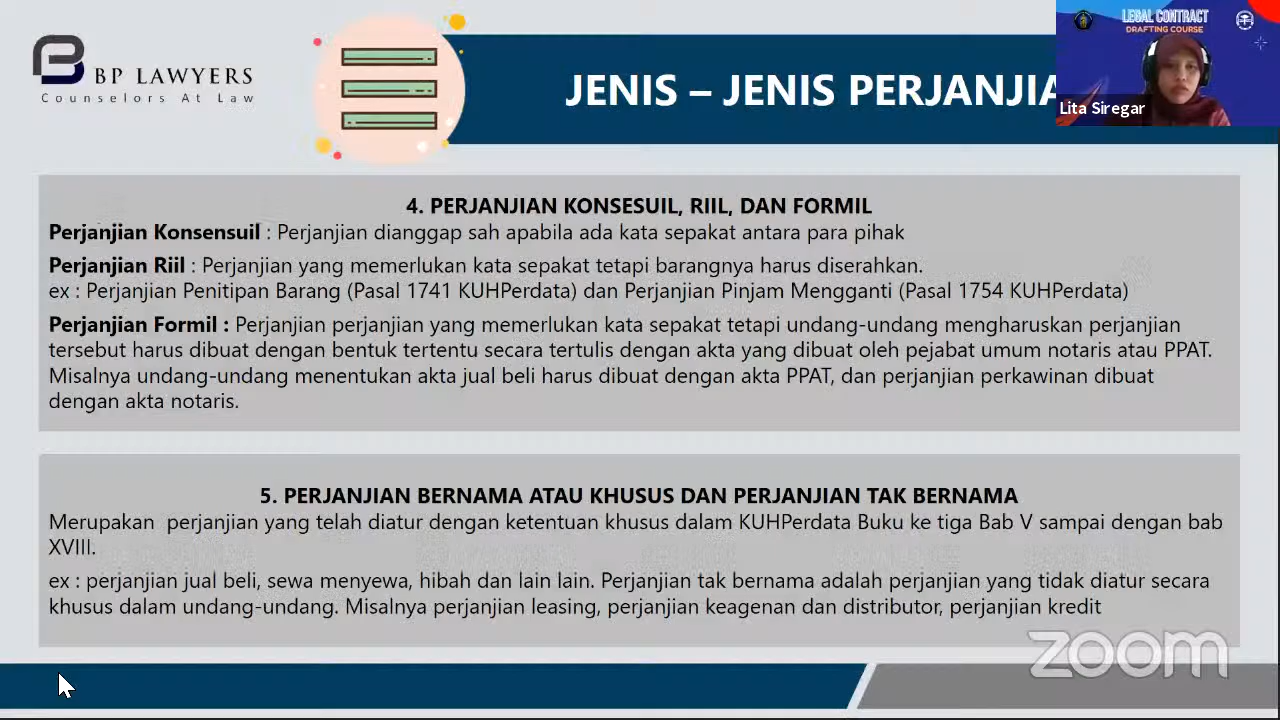 BP LAWYERS
Counselors At Law
JENIS – JENIS PERJANJIA
LEGAL CONTRACT
DRAFTING COURSE
Lita Siregar
4. PERJANJIAN KONSESUIL, RIIL, DAN FORMIL
Perjanjian Konsensuil : Perjanjian dianggap sah apabila ada kata sepakat antara para pihak
Perjanjian Riil : Perjanjian yang memerlukan kata sepakat tetapi barangnya harus diserahkan.
ex : Perjanjian Penitipan Barang (Pasal 1741 KUHPerdata) dan Perjanjian Pinjam Mengganti (Pasal 1754 KUHPerdata)
Perjanjian Formil : Perjanjian perjanjian yang memerlukan kata sepakat tetapi undang-undang mengharuskan perjanjian
tersebut harus dibuat dengan bentuk tertentu secara tertulis dengan akta yang dibuat oleh pejabat umum notaris atau PPAT.
Misalnya undang-undang menentukan akta jual beli harus dibuat dengan akta PPAT, dan perjanjian perkawinan dibuat
dengan akta notaris.
5. PERJANJIAN BERNAMA ATAU KHUSUS DAN PERJANJIAN TAK BERNAMA
Merupakan  perjanjian yang telah diatur dengan ketentuan khusus dalam KUHPerdata Buku ke tiga Bab V sampai dengan bab
XVIII.
ex : perjanjian jual beli, sewa menyewa, hibah dan lain lain. Perjanjian tak bernama adalah perjanjian yang tidak diatur secara
khusus dalam undang-undang. Misalnya perjanjian leasing, perjanjian keagenan dan distributor, perjanjian kredit
zoom